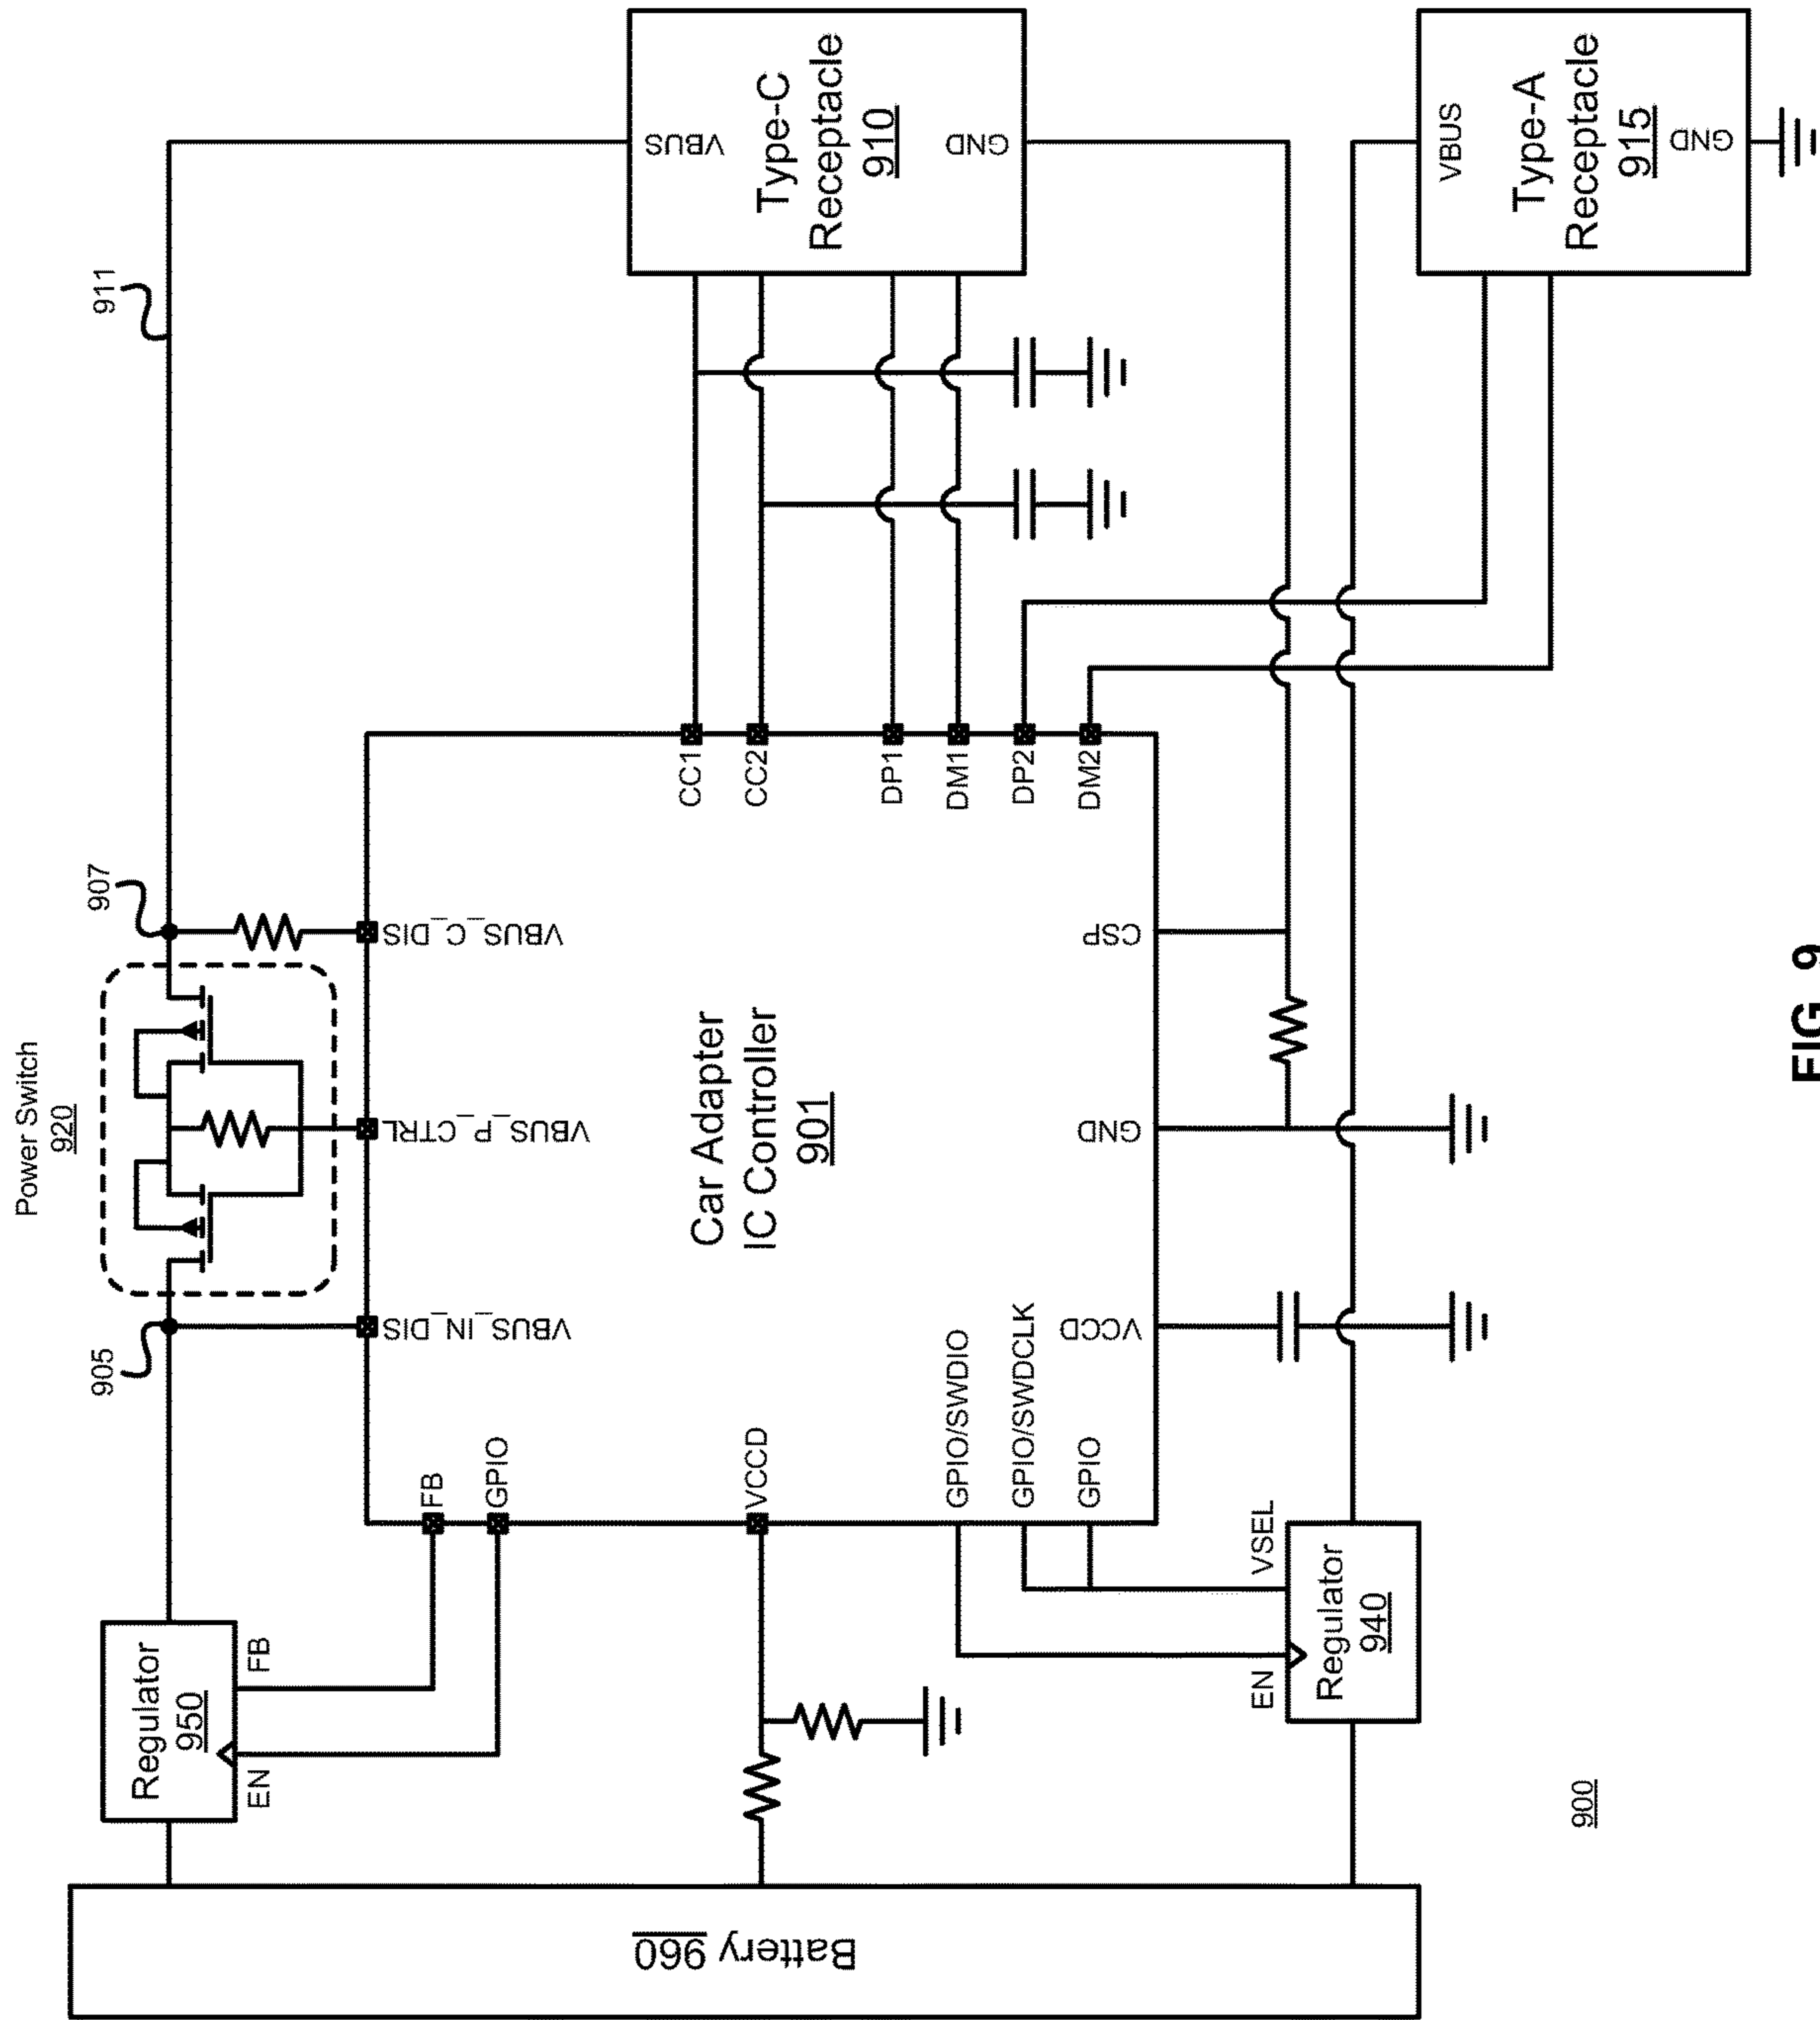 Power Switch
920
905
907
911
Regulator
950
EN
FB
FB
GPIO
VBUS_IN_DIS
VBUS_P_CTRL
VBUS_C_DIS
VBUS
Type-C
Receptacle
910
GND
CC1
CC2
DP1
DM1
DP2
DM2
Car Adapter
IC Controller
901
VCCD
GPIO/SWDIO
GPIO/SWDCLK
GPIO
VCCD
GND
CSP
Battery 960
EN
VSEL
Regulator
940
VBUS
Type-A
Receptacle
915
GND
900
FIG. 9